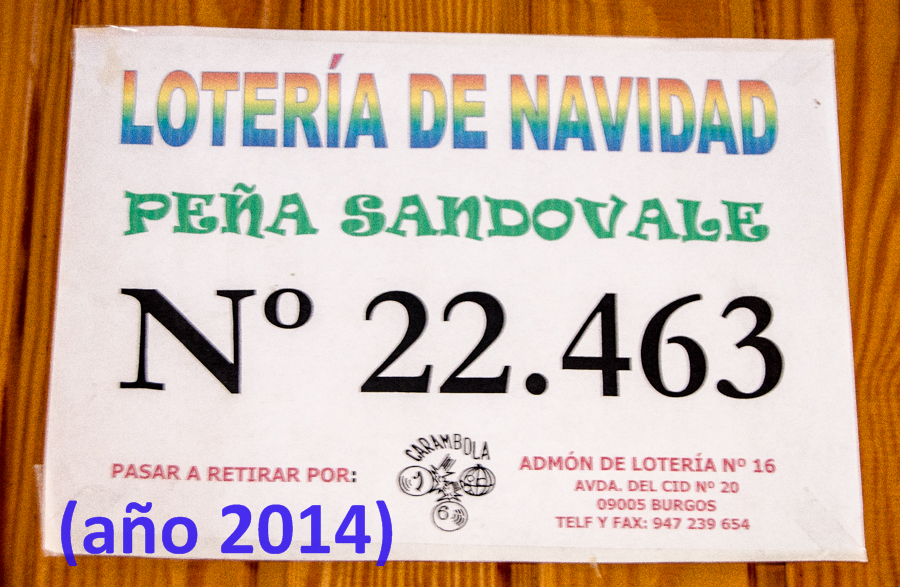 LOTERÍA DE NAVIDAD
PEÑA SANDOVALE
Nº 22.463
CARAMBOLA
PASAR A RETIRAR POR:
ADMÓN DE LOTERÍA Nº 16
AVDA. DEL CID Nº 20
09005 BURGOS
TELF Y FAX: 947 239 654
(año 2014)